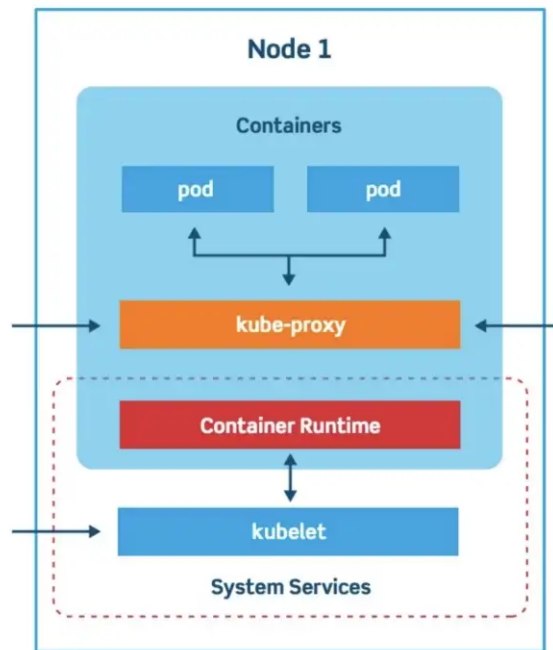 Node 1
Containers
pod pod
kube-proxy
Container Runtime
kubelet
System Services